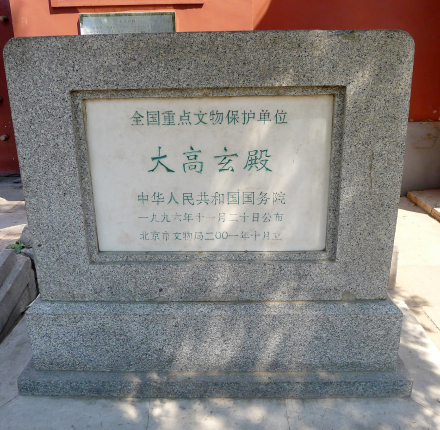 全国重点文物保护单位
大高玄殿
中华人民共和国国务院
一九九六年十一月二十日公布
北京市文物局二〇〇一年十月立